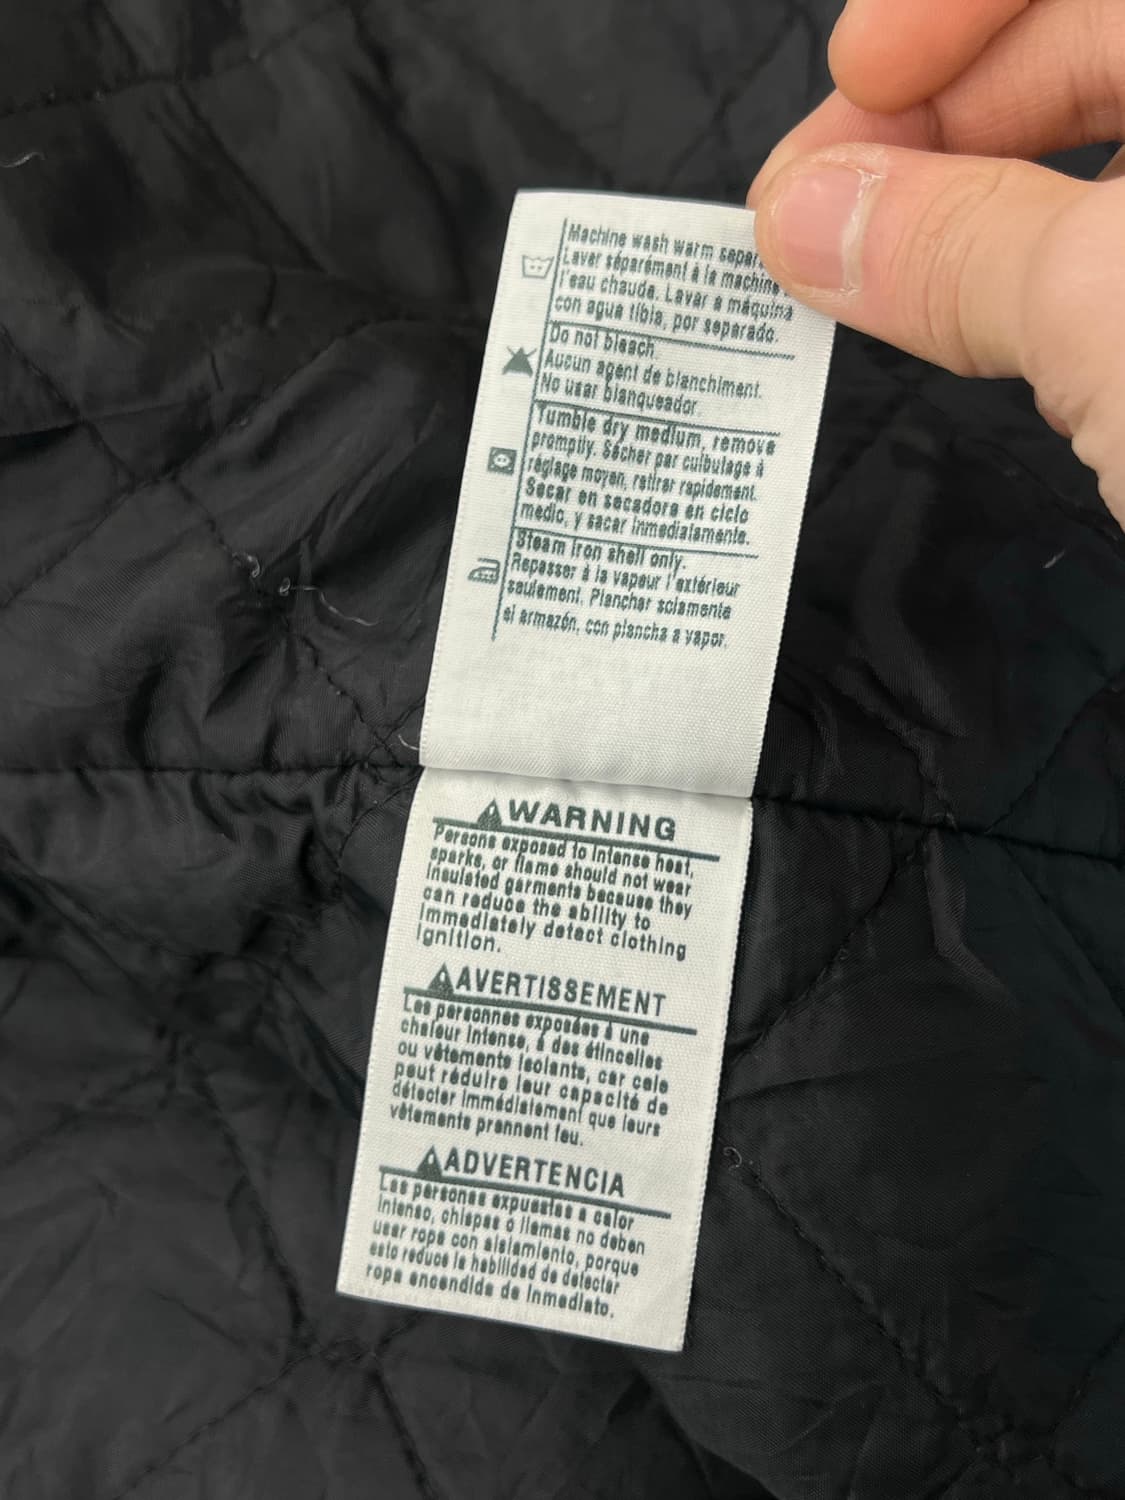 Machine wash warm
Laver séparément à la machine
l'eau chaude. Lavar a máquina
con agua tibia, por separado.
Do not bleach.
Aucun agent de blanchiment.
No usar blanqueador.
Tumble dry medium, remove
promptly. Sécher par culbutage à
réglage moyen, retirer rapidement.
Secar en secadora en ciclo
medio, y sacar inmediatamente.
Steam iron shell only.
Repasser à la vapeur l'extérieur
seulement. Planchar solamente
el armazón, con plancha a vapor.
WARNING
Persons exposed to intense heat,
sparks, or flame should not wear
insulated garments because they
can reduce the ability to
immediately detect clothing
ignition.
AVERTISSEMENT
Les personnes exposées à une
chaleur intense, à des étincelles
ou vêtements isolants, car cela
peut réduire leur capacité de
détecter immédiatement que leurs
vêtements prennent feu.
ADVERTENCIA
Las personas expuestas a calor
intenso, chispas o llamas no deben
usar ropa con aislamiento, porque
esto reduce la habilidad de detectar
ropa encendida de inmediato.